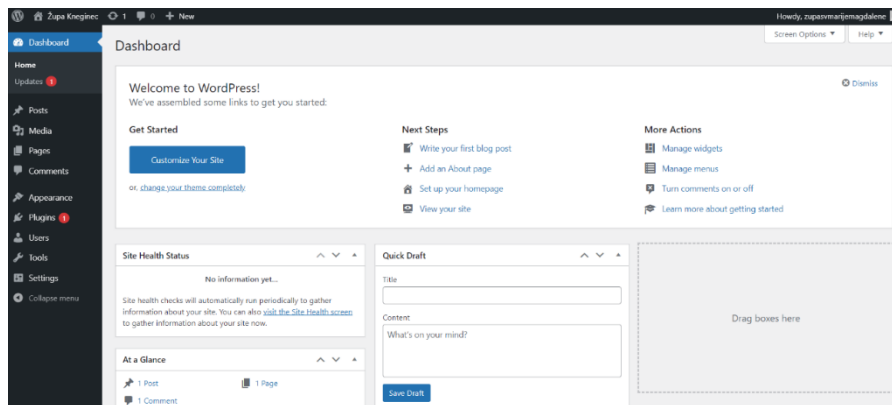 Župa Kneginec 1 0 + New Howdy, zupasvmarijemagdalene
Screen Options ▼ Help ▼
Dashboard
Home
Updates 1
Posts
Media
Pages
Comments
Appearance
Plugins 1
Users
Tools
Settings
Collapse menu
Dashboard
Welcome to WordPress!
We've assembled some links to get you started:
Dismiss
Get Started
Customize Your Site
or, change your theme completely
Next Steps
Write your first blog post
Add an About page
Set up your homepage
View your site
More Actions
Manage widgets
Manage menus
Turn comments on or off
Learn more about getting started
Site Health Status
No information yet...
Site health checks will automatically run periodically to gather
information about your site. You can also visit the Site Health screen
to gather information about your site now.
At a Glance
1 Post
1 Page
1 Comment
Quick Draft
Title
Content
What's on your mind?
Save Draft
Drag boxes here